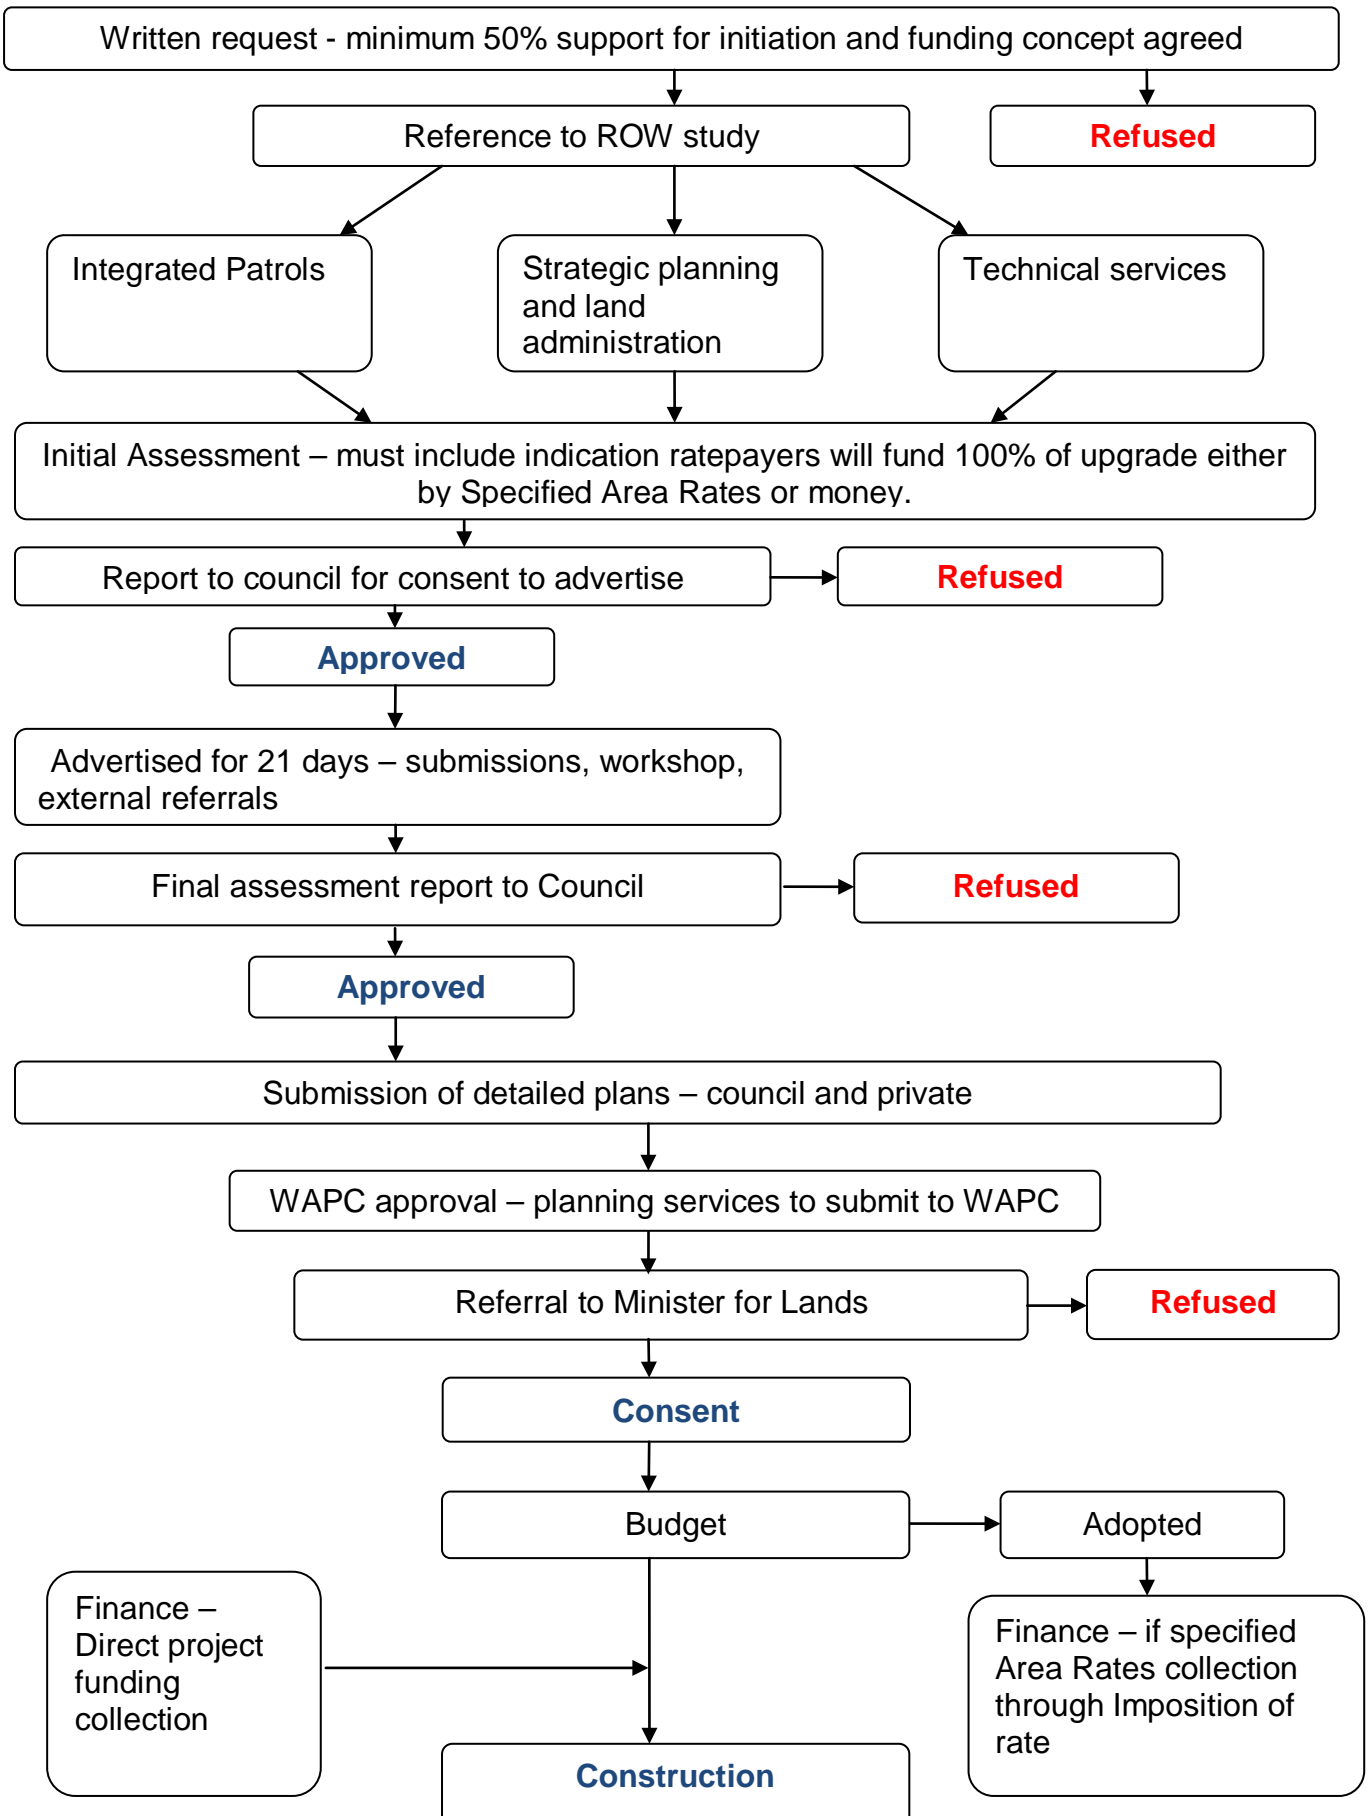 Written request - minimum 50% support for initiation and funding concept agreed
Reference to ROW study
Refused
Integrated Patrols
Strategic planning
and land
administration
Technical services
Initial Assessment – must include indication ratepayers will fund 100% of upgrade either
by Specified Area Rates or money.
Report to council for consent to advertise
Refused
Approved
Advertised for 21 days – submissions, workshop,
external referrals
Final assessment report to Council
Refused
Approved
Submission of detailed plans – council and private
WAPC approval – planning services to submit to WAPC
Referral to Minister for Lands
Refused
Consent
Budget
Adopted
Finance –
Direct project
funding
collection
Finance – if specified
Area Rates collection
through Imposition of
rate
Construction